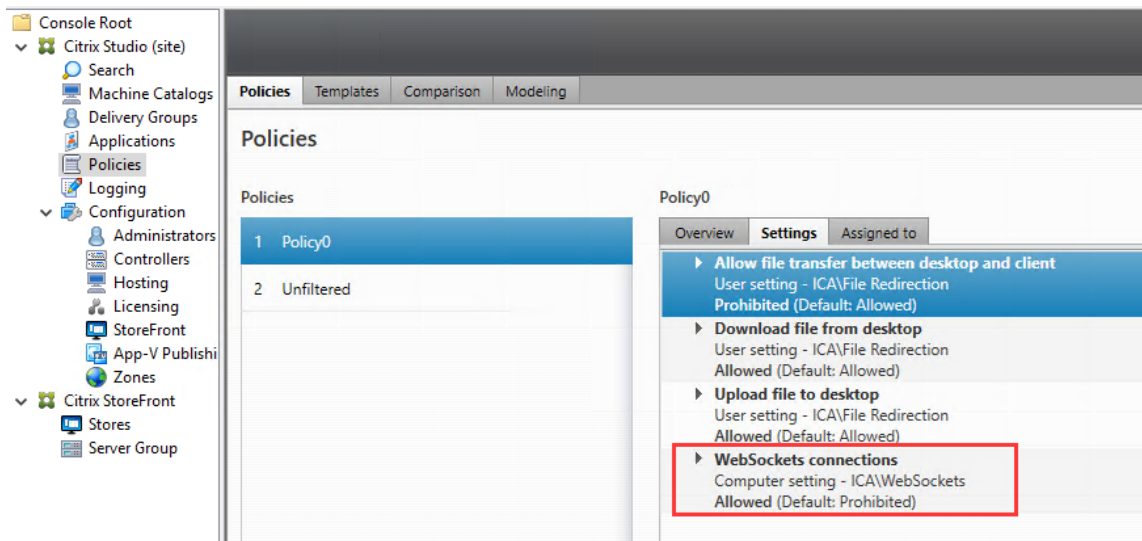 Console Root
Citrix Studio (site)
Search
Machine Catalogs
Delivery Groups
Applications
Policies
Logging
Configuration
Administrators
Controllers
Hosting
Licensing
StoreFront
App-V Publishi
Zones
Citrix StoreFront
Stores
Server Group
Policies Templates Comparison Modeling
Policies
Policies
1 Policy0
2 Unfiltered
Policy0
Overview Settings Assigned to
Allow file transfer between desktop and client
User setting - ICA\File Redirection
Prohibited (Default: Allowed)
Download file from desktop
User setting - ICA\File Redirection
Allowed (Default: Allowed)
Upload file to desktop
User setting - ICA\File Redirection
Allowed (Default: Allowed)
WebSockets connections
Computer setting - ICA\WebSockets
Allowed (Default: Prohibited)